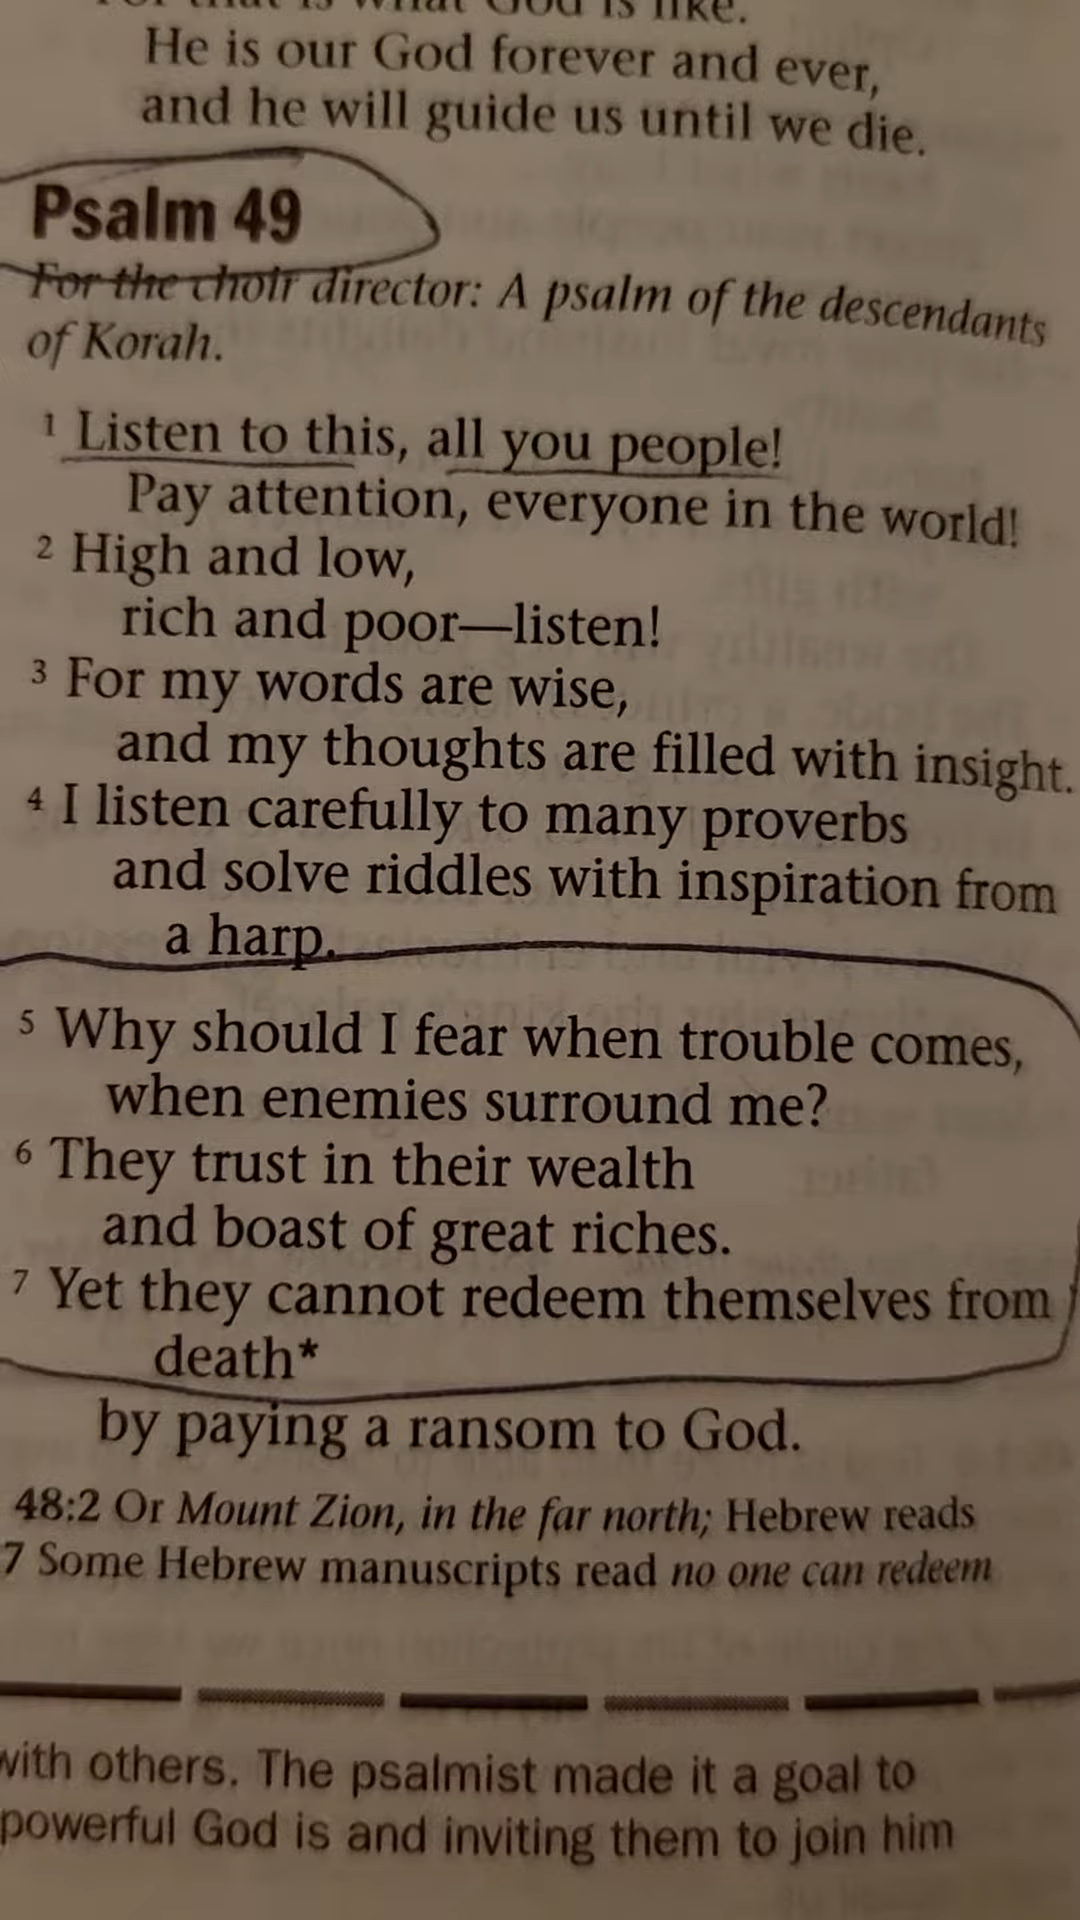 For that is what God is like.
He is our God forever and ever,
and he will guide us until we die.
Psalm 49
For the choir director: A psalm of the descendants
of Korah.
1 Listen to this, all you people!
Pay attention, everyone in the world!
2 High and low,
rich and poor—listen!
3 For my words are wise,
and my thoughts are filled with insight.
4 I listen carefully to many proverbs
and solve riddles with inspiration from
a harp.
5 Why should I fear when trouble comes,
when enemies surround me?
6 They trust in their wealth
and boast of great riches.
7 Yet they cannot redeem themselves from
death*
by paying a ransom to God.
48:2 Or Mount Zion, in the far north; Hebrew reads
7 Some Hebrew manuscripts read no one can redeem
with others. The psalmist made it a goal to
powerful God is and inviting them to join him